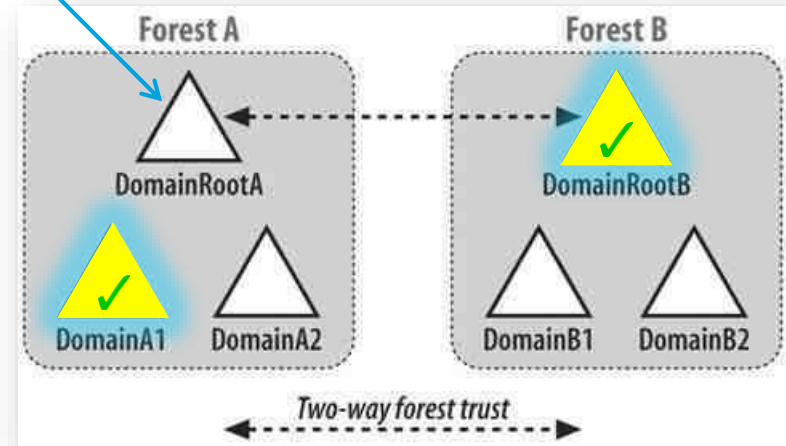 Forest A
Forest B
DomainRootA
DomainRootB
DomainA1
DomainA2
DomainB1
DomainB2
Two-way forest trust